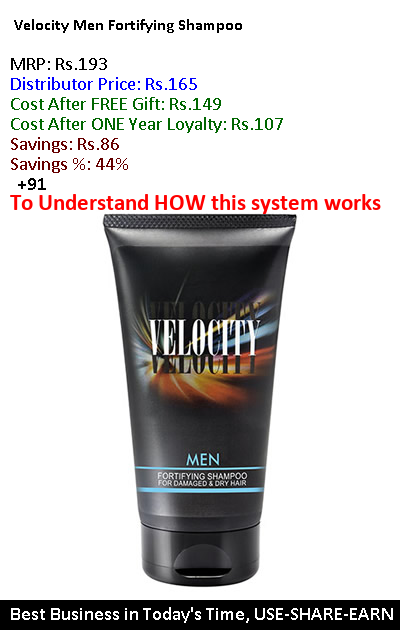 Velocity Men Fortifying Shampoo
MRP: Rs.193
Distributor Price: Rs.165
Cost After FREE Gift: Rs.149
Cost After ONE Year Loyalty: Rs.107
Savings: Rs.86
Savings %: 44%
+91
To Understand HOW this system works
VELOCITY
VELOCITY
VELOCITY
MEN
FORTIFYING SHAMPOO
FOR DAMAGED & DRY HAIR
Best Business in Today's Time, USE-SHARE-EARN